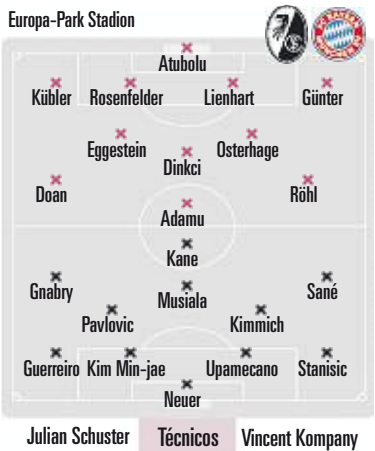 Europa-Park Stadion
Atubolu
Kübler Rosenfelder Lienhart Günter
Eggestein Osterhage
Dinkci
Doan Röhl
Adamu
Kane
Gnabry Musiala Sané
Pavlovic Kimmich
Guerreiro Kim Min-jae Upamecano Stanisic
Neuer
Julian Schuster Técnicos Vincent Kompany